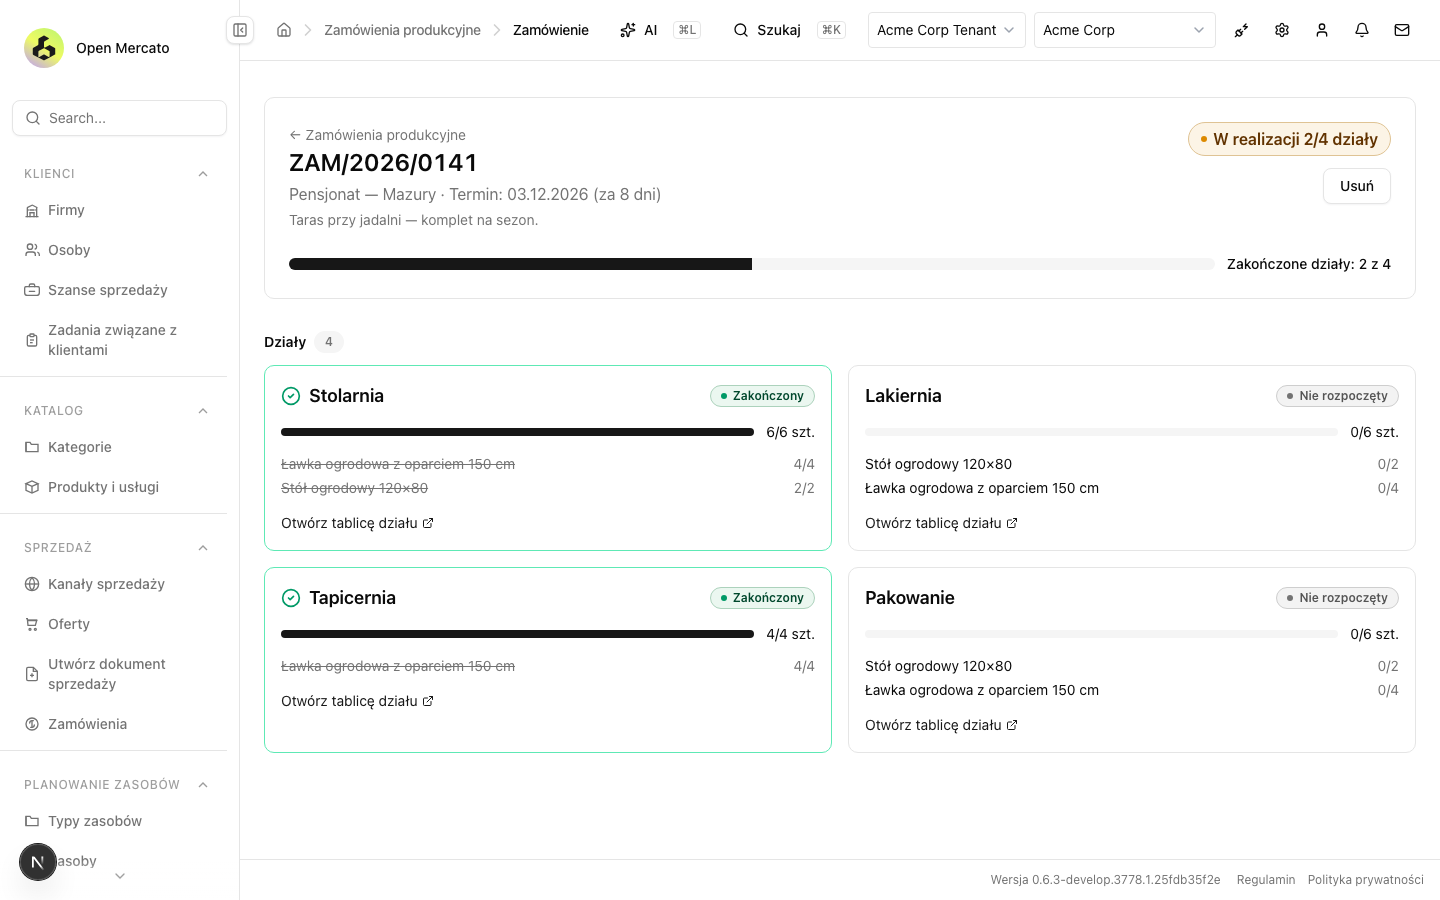 Open Mercato
Search...
KLIENCI
Firmy
Osoby
Szanse sprzedaży
Zadania związane z
klientami
KATALOG
Kategorie
Produkty i usługi
SPRZEDAŻ
Kanały sprzedaży
Oferty
Utwórz dokument
sprzedaży
Zamówienia
PLANOWANIE ZASOBÓW
Typy zasobów
asoby
N
Zamówienia produkcyjne
Zamówienie
AI ⌘L
Szukaj ⌘K
Acme Corp Tenant
Acme Corp
← Zamówienia produkcyjne
ZAM/2026/0141
Pensjonat — Mazury · Termin: 03.12.2026 (za 8 dni)
Taras przy jadalni — komplet na sezon.
W realizacji 2/4 działy
Usuń
Zakończone działy: 2 z 4
Działy 4
Stolarnia
Zakończony
6/6 szt.
Ławka ogrodowa z oparciem 150 cm 4/4
Stół ogrodowy 120×80 2/2
Otwórz tablicę działu
Lakiernia
Nie rozpoczęty
0/6 szt.
Stół ogrodowy 120×80 0/2
Ławka ogrodowa z oparciem 150 cm 0/4
Otwórz tablicę działu
Tapicernia
Zakończony
4/4 szt.
Ławka ogrodowa z oparciem 150 cm 4/4
Otwórz tablicę działu
Pakowanie
Nie rozpoczęty
0/6 szt.
Stół ogrodowy 120×80 0/2
Ławka ogrodowa z oparciem 150 cm 0/4
Otwórz tablicę działu
Wersja 0.6.3-develop.3778.1.25fdb35f2e Regulamin Polityka prywatności